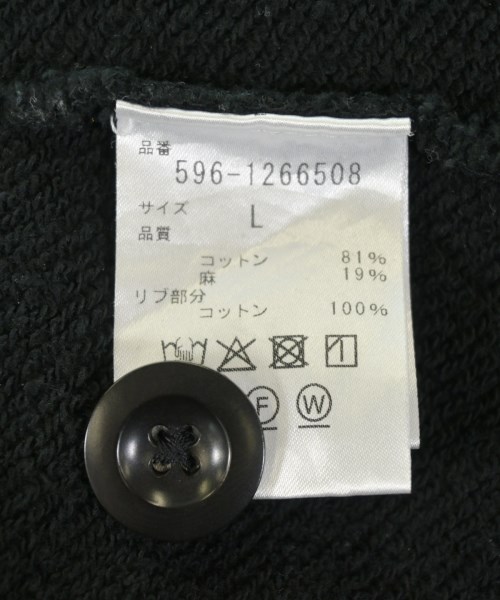 品番
596-1266508
サイズ L
品質
コットン 81%
麻 19%
リブ部分
コットン 100%
F W